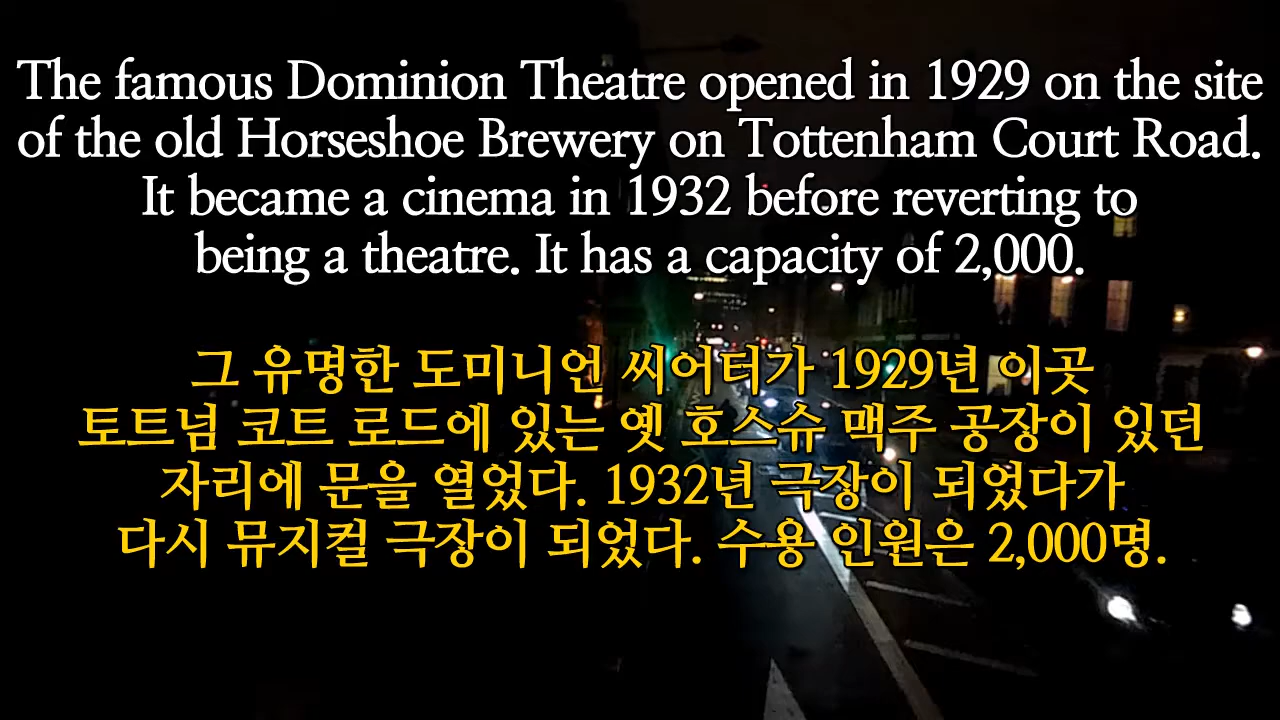 The famous Dominion Theatre opened in 1929 on the site
of the old Horseshoe Brewery on Tottenham Court Road.
It became a cinema in 1932 before reverting to
being a theatre. It has a capacity of 2,000.
그 유명한 도미니언 씨어터가 1929년 이곳
토트넘 코트 로드에 있는 옛 호스슈 맥주 공장이 있던
자리에 문을 열었다. 1932년 극장이 되었다가
다시 뮤지컬 극장이 되었다. 수용 인원은 2,000명.